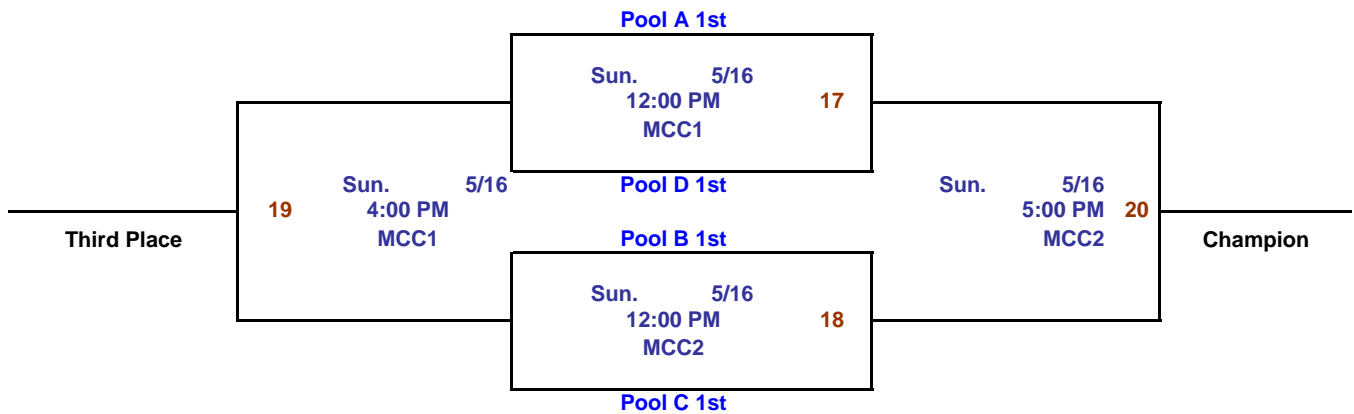 Pool A 1st
Sun. 5/16
12:00 PM 17
MCC1
Sun. 5/16 Pool D 1st Sun. 5/16
19 4:00 PM 5:00 PM 20
Third Place MCC1 Pool B 1st MCC2 Champion
Sun. 5/16
12:00 PM 18
MCC2
Pool C 1st